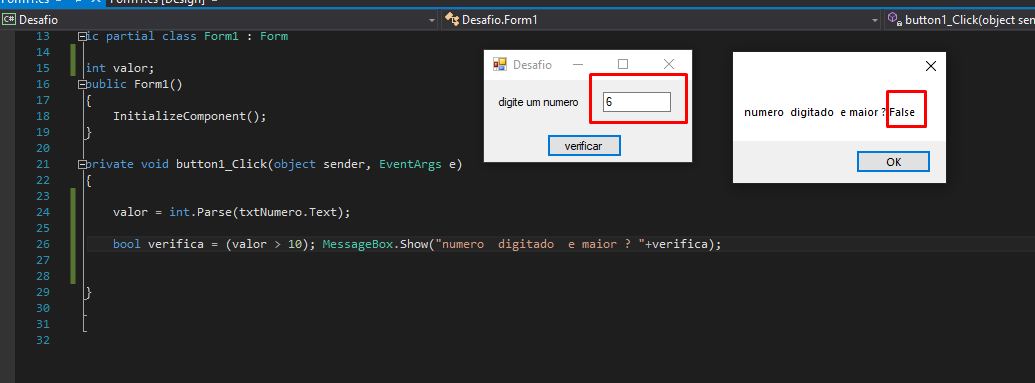 Form1.cs Form1.cs [Design]
C# Desafio Desafio.Form1 button1_Click(object sen
13 ic partial class Form1 : Form
14
15 int valor;
16 public Form1()
17 {
18 InitializeComponent();
19 }
20
21 private void button1_Click(object sender, EventArgs e)
22 {
23
24 valor = int.Parse(txtNumero.Text);
25
26 bool verifica = (valor > 10); MessageBox.Show("numero  digitado  e maior ? "+verifica);
27
28
29 }
30
31
32
Desafio
digite um numero 6
verificar
numero  digitado  e maior ? False
OK